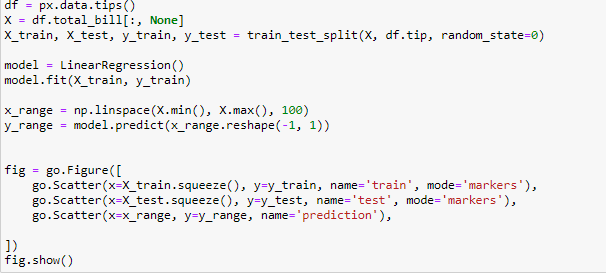 df = px.data.tips()
X = df.total_bill[:, None]
X_train, X_test, y_train, y_test = train_test_split(X, df.tip, random_state=0)
model = LinearRegression()
model.fit(X_train, y_train)
x_range = np.linspace(X.min(), X.max(), 100)
y_range = model.predict(x_range.reshape(-1, 1))
fig = go.Figure([
    go.Scatter(x=X_train.squeeze(), y=y_train, name='train', mode='markers'),
    go.Scatter(x=X_test.squeeze(), y=y_test, name='test', mode='markers'),
    go.Scatter(x=x_range, y=y_range, name='prediction'),
])
fig.show()